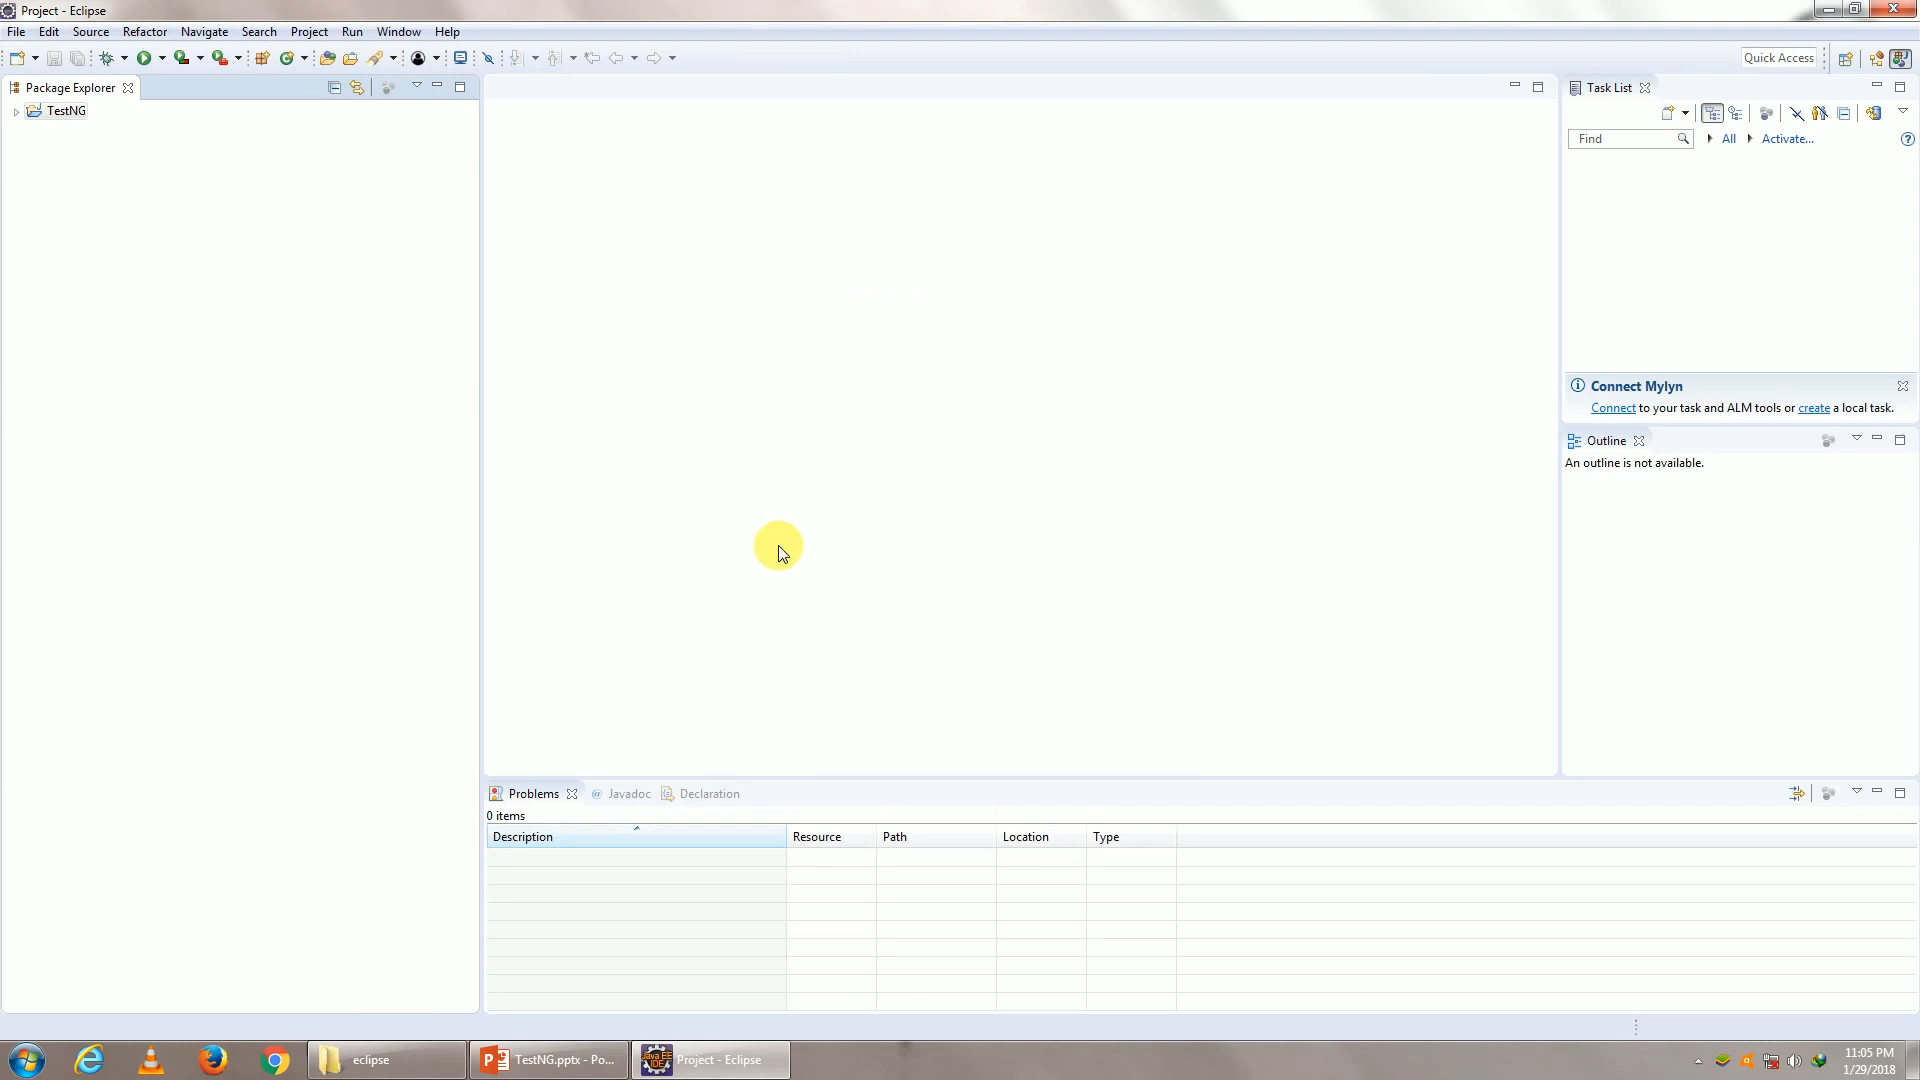 Project - Eclipse
File Edit Source Refactor Navigate Search Project Run Window Help
Quick Access
Package Explorer
TestNG
Task List
Find All Activate...
Connect Mylyn
Connect to your task and ALM tools or create a local task.
Outline
An outline is not available.
Problems @ Javadoc Declaration
0 items
Description Resource Path Location Type
eclipse TestNG.pptx - Po... Project - Eclipse
11:05 PM
1/29/2018